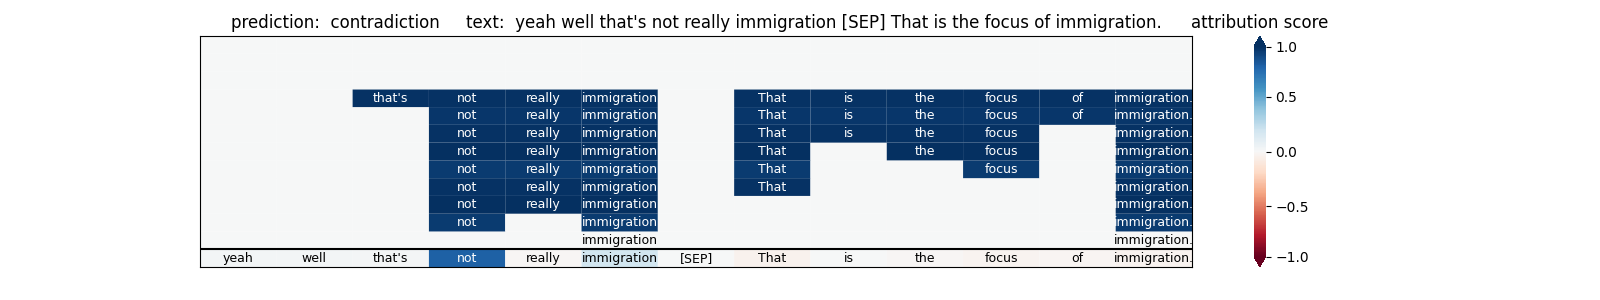 prediction:  contradiction     text:  yeah well that's not really immigration [SEP] That is the focus of immigration.     attribution score
that's not really immigration That is the focus of immigration.
not really immigration That is the focus of immigration.
not really immigration That is the focus immigration.
not really immigration That the focus immigration.
not really immigration That focus immigration.
not really immigration That immigration.
not really immigration immigration.
not immigration immigration.
immigration immigration.
yeah well that's not really immigration [SEP] That is the focus of immigration.
1.0
0.5
0.0
−0.5
−1.0